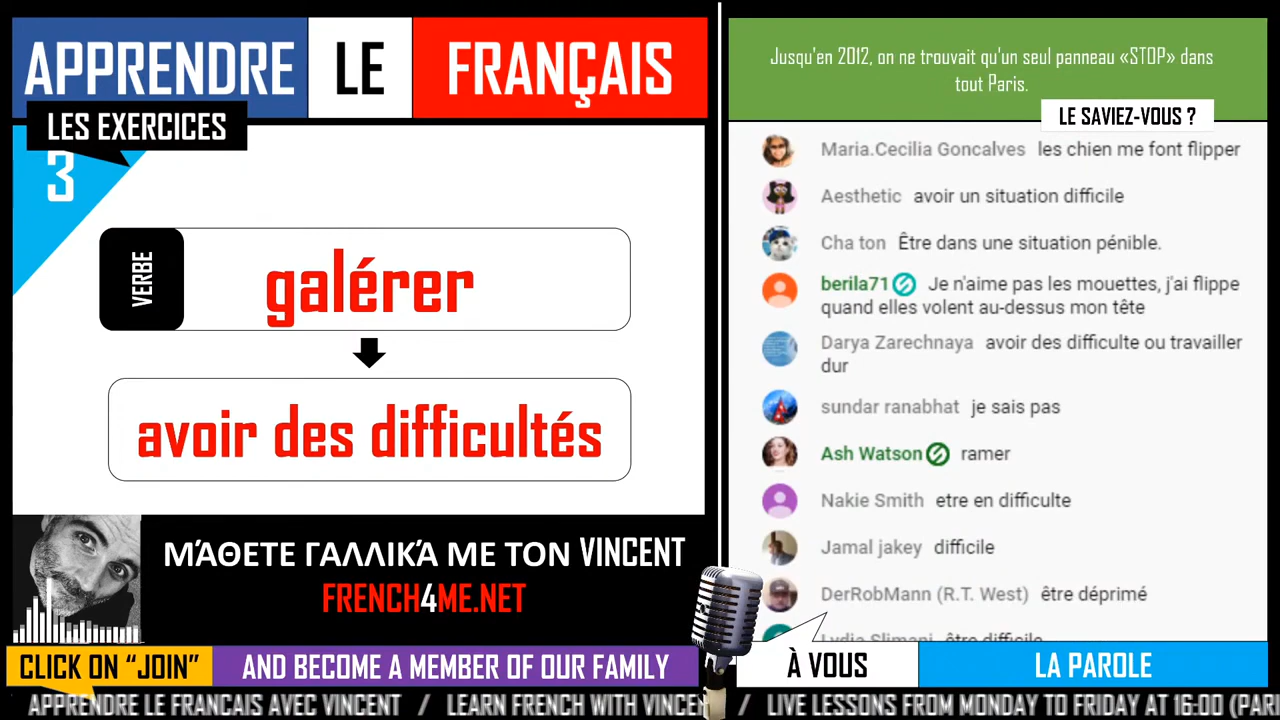 APPRENDRE LE FRANÇAIS
LES EXERCICES
3
VERBE
galérer
avoir des difficultés
ΜΆΘΕΤΕ ΓΑΛΛΙΚΆ ΜΕ ΤΟΝ VINCENT
FRENCH4ME.NET
CLICK ON “JOIN” AND BECOME A MEMBER OF OUR FAMILY
Jusqu'en 2012, on ne trouvait qu'un seul panneau «STOP» dans
tout Paris.
LE SAVIEZ-VOUS ?
Maria.Cecilia Goncalves les chien me font flipper
Aesthetic avoir un situation difficile
Cha ton Être dans une situation pénible.
berila71 Je n'aime pas les mouettes, j'ai flippe
quand elles volent au-dessus mon tête
Darya Zarechnaya avoir des difficulte ou travailler
dur
sundar ranabhat je sais pas
Ash Watson ramer
Nakie Smith etre en difficulte
Jamal jakey difficile
DerRobMann (R.T. West) être déprimé
Lydia Slimani être difficile
À VOUS LA PAROLE
APPRENDRE LE FRANCAIS AVEC VINCENT / LEARN FRENCH WITH VINCEN / LIVE LESSONS FROM MONDAY TO FRIDAY AT 16:00 (PARI